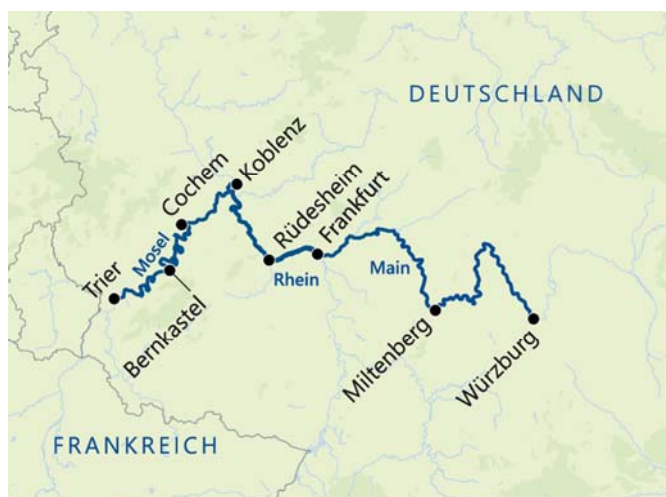 DEUTSCHLAND
Koblenz
Cochem
Rüdesheim
Frankfurt
Mosel
Trier
Rhein
Main
Bernkastel
Miltenberg
Würzburg
FRANKREICH